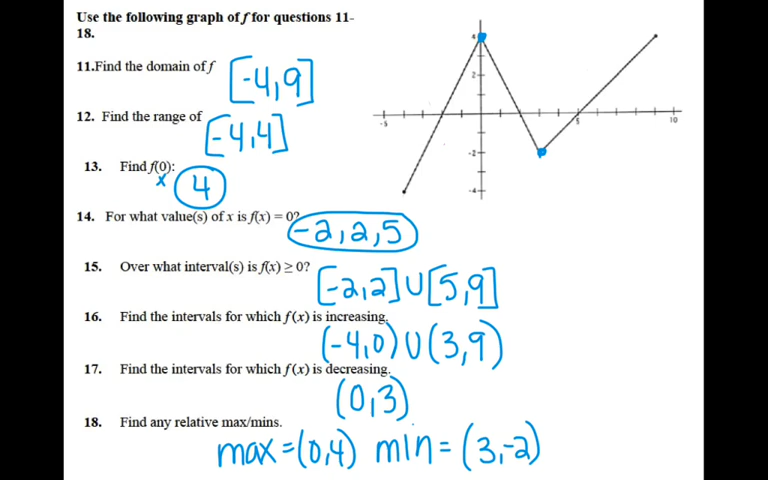 Use the following graph of f for questions 11-
18.
11.Find the domain of f
[-4,9]
12. Find the range of
[-4,4]
13. Find f(0):
x
4
14. For what value(s) of x is f(x) = 0?
-2,2,5
15. Over what interval(s) is f(x) ≥ 0?
[-2,2]∪[5,9]
16. Find the intervals for which f(x) is increasing.
(-4,0)∪(3,9)
17. Find the intervals for which f(x) is decreasing.
(0,3)
18. Find any relative max/mins.
max=(0,4) min=(3,-2)
4
2
-5
5
10
-2
-4